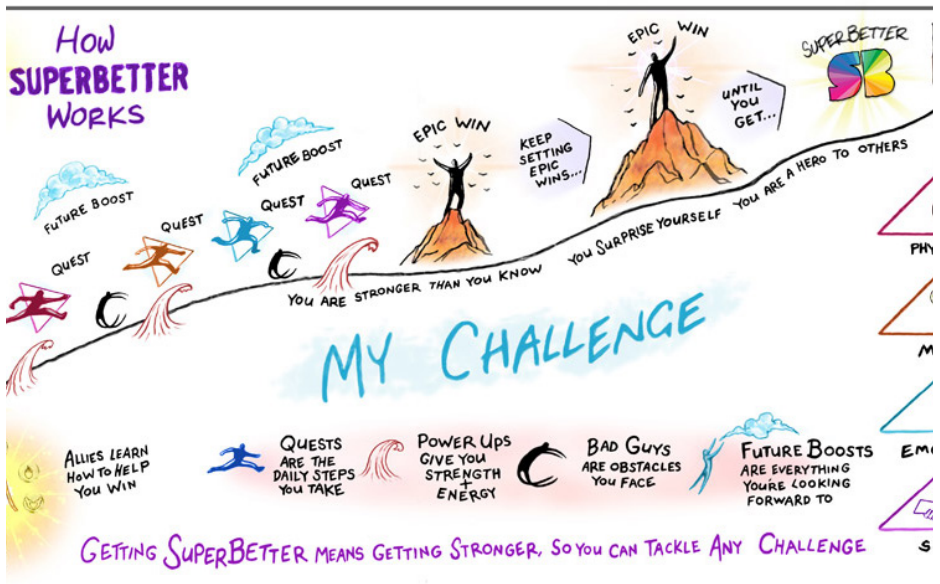 How
SUPERBETTER
WORKS
FUTURE BOOST
FUTURE BOOST
QUEST
QUEST
QUEST
QUEST
EPIC WIN
KEEP
SETTING
EPIC
WINS...
EPIC WIN
UNTIL
YOU
GET...
SUPERBETTER
SB
YOU ARE STRONGER THAN YOU KNOW
YOU SURPRISE YOURSELF
YOU ARE A HERO TO OTHERS
MY CHALLENGE
ALLIES LEARN
HOW TO HELP
YOU WIN
QUESTS
ARE THE
DAILY STEPS
YOU TAKE
POWER UPS
GIVE YOU
STRENGTH
+
ENERGY
BAD GUYS
ARE OBSTACLES
YOU FACE
FUTURE BOOSTS
ARE EVERYTHING
YOU'RE LOOKING
FORWARD TO
PHY
M
EMO
S
GETTING SUPERBETTER MEANS GETTING STRONGER, SO YOU CAN TACKLE ANY CHALLENGE